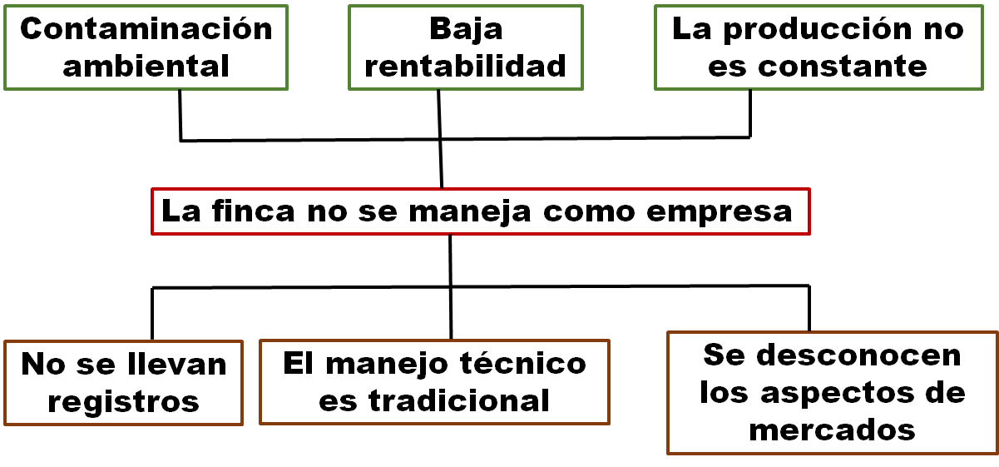 Contaminación
ambiental
Baja
rentabilidad
La producción no
es constante
La finca no se maneja como empresa
No se llevan
registros
El manejo técnico
es tradicional
Se desconocen
los aspectos de
mercados